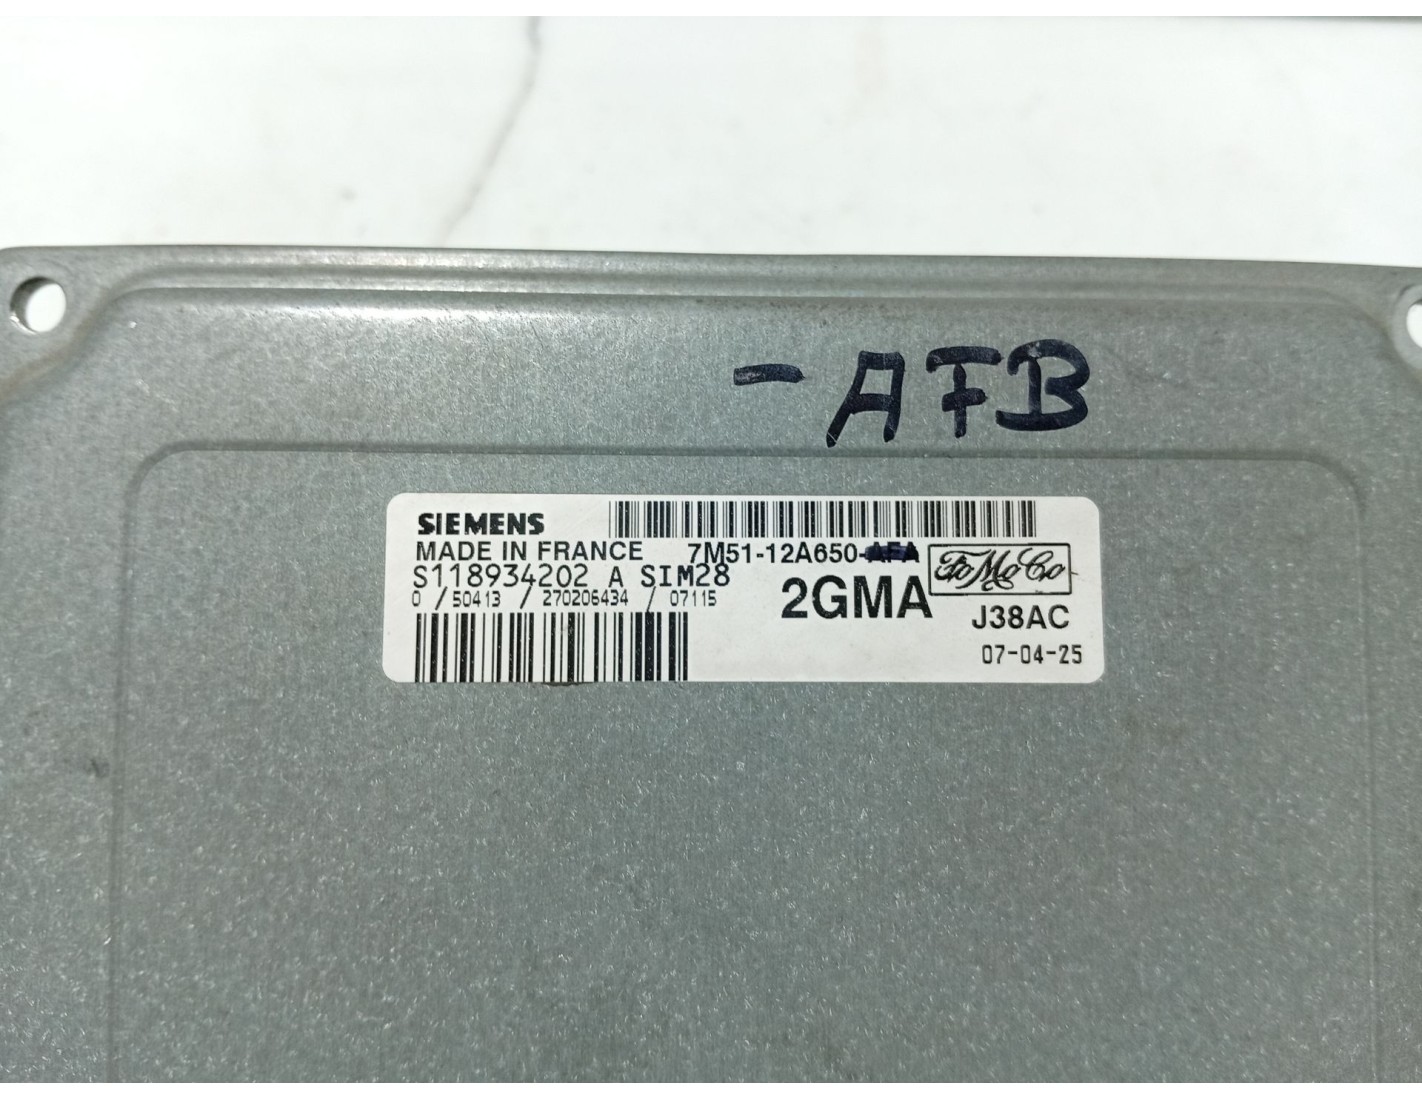 -AFB
SIEMENS
MADE IN FRANCE 7M51-12A650-AFA
FoMoCo
S118934202 A SIM28
0 / 50413 / 270206434 / 07115
2GMA
J38AC
07-04-25